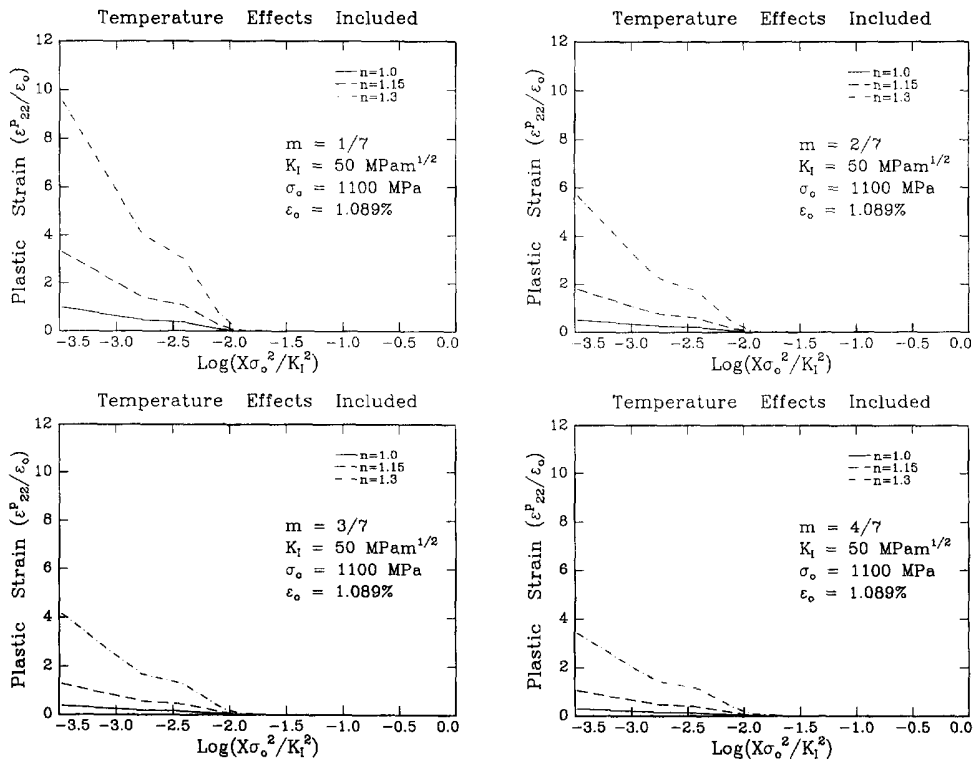 Temperature Effects Included
Plastic Strain (ε^P_22/ε_o)
12
10
8
6
4
2
0
n=1.0
n=1.15
n=1.3
m = 1/7
K_I = 50 MPam^1/2
σ_o = 1100 MPa
ε_o = 1.089%
-3.5 -3.0 -2.5 -2.0 -1.5 -1.0 -0.5 0.0
Log(Xσ_o^2/K_I^2)
Temperature Effects Included
Plastic Strain (ε^P_22/ε_o)
12
10
8
6
4
2
0
n=1.0
n=1.15
n=1.3
m = 2/7
K_I = 50 MPam^1/2
σ_o = 1100 MPa
ε_o = 1.089%
-3.5 -3.0 -2.5 -2.0 -1.5 -1.0 -0.5 0.0
Log(Xσ_o^2/K_I^2)
Temperature Effects Included
Plastic Strain (ε^P_22/ε_o)
12
10
8
6
4
2
0
n=1.0
n=1.15
n=1.3
m = 3/7
K_I = 50 MPam^1/2
σ_o = 1100 MPa
ε_o = 1.089%
-3.5 -3.0 -2.5 -2.0 -1.5 -1.0 -0.5 0.0
Log(Xσ_o^2/K_I^2)
Temperature Effects Included
Plastic Strain (ε^P_22/ε_o)
12
10
8
6
4
2
0
n=1.0
n=1.15
n=1.3
m = 4/7
K_I = 50 MPam^1/2
σ_o = 1100 MPa
ε_o = 1.089%
-3.5 -3.0 -2.5 -2.0 -1.5 -1.0 -0.5 0.0
Log(Xσ_o^2/K_I^2)